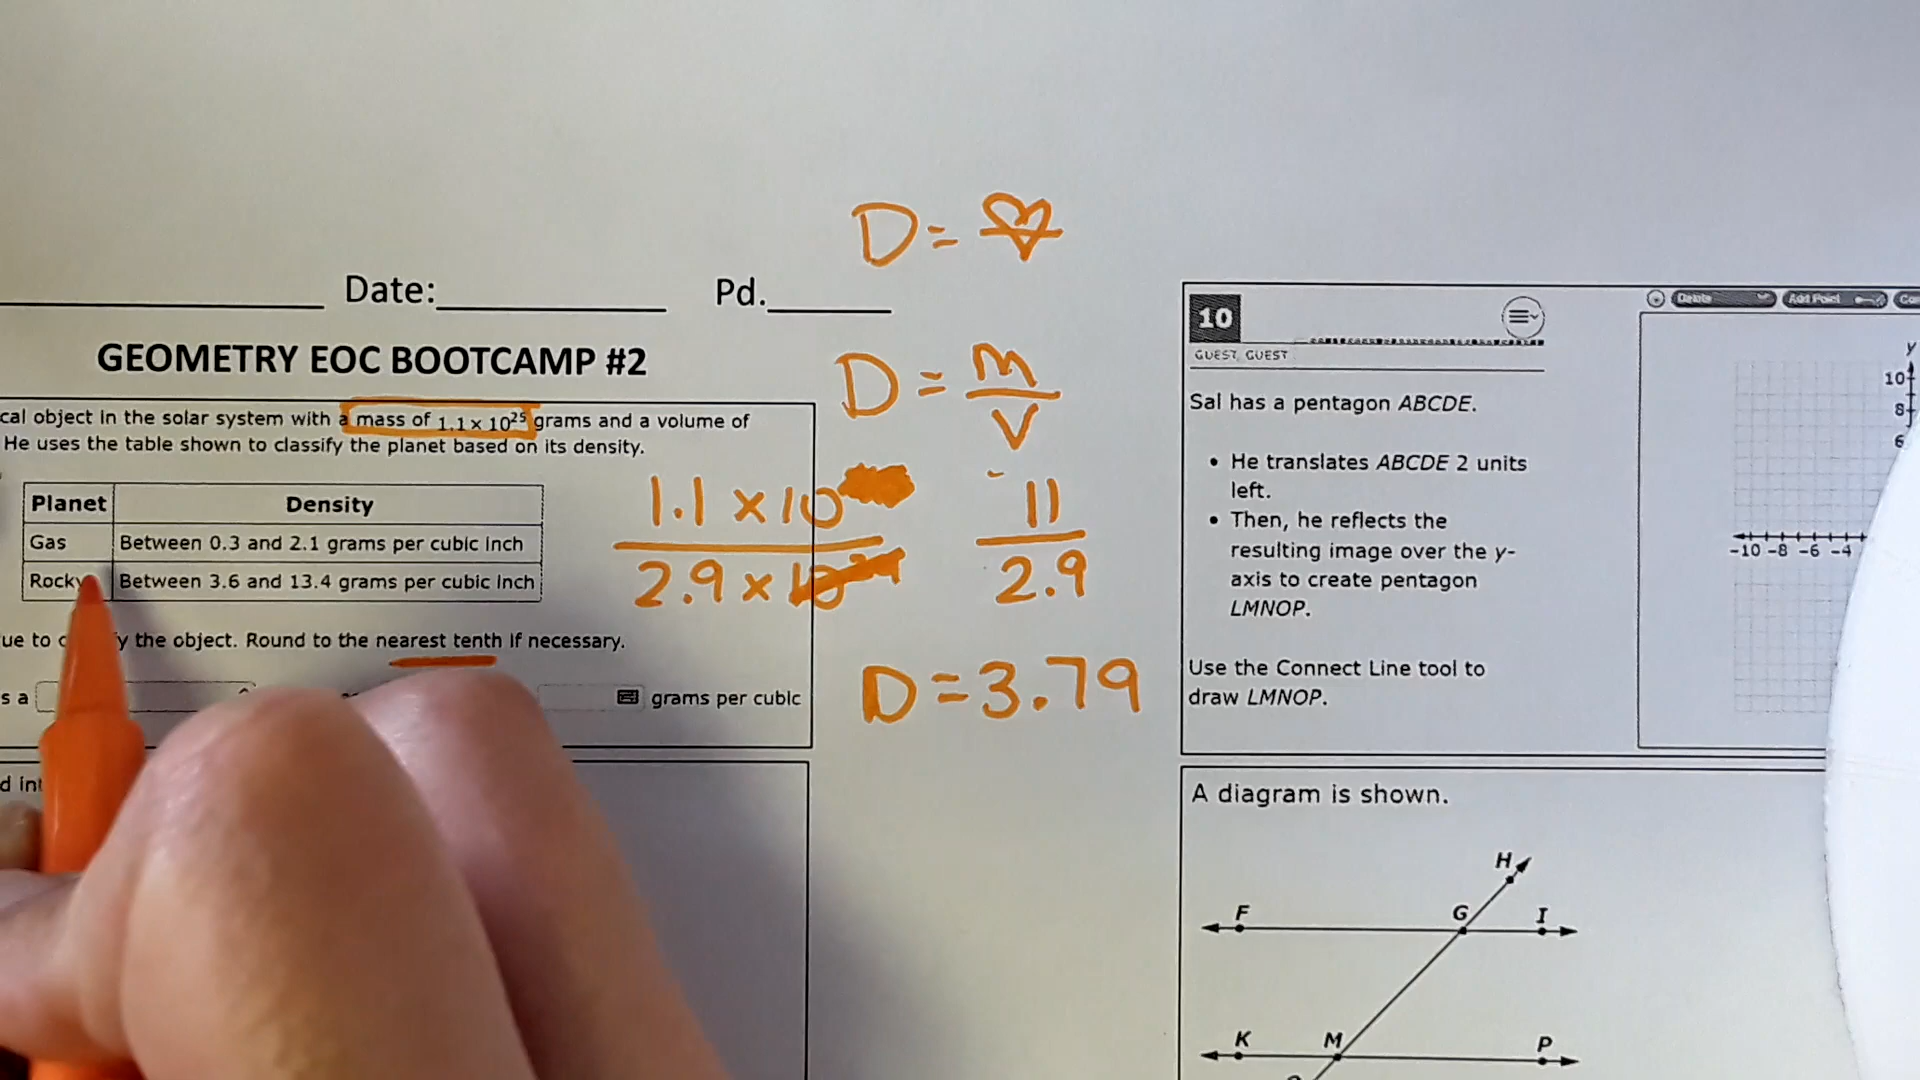 D = 
Date: Pd.
GEOMETRY EOC BOOTCAMP #2
cal object in the solar system with a mass of 1.1 × 10²⁵ grams and a volume of
He uses the table shown to classify the planet based on its density.
Planet Density
Gas Between 0.3 and 2.1 grams per cubic inch
Rocky Between 3.6 and 13.4 grams per cubic inch
ue to the object. Round to the nearest tenth if necessary.
s a grams per cubic
d int
D = m
V
1.1 × 10
2.9 × 10²⁴
11
2.9
D = 3.79
10
GUEST, GUEST
Sal has a pentagon ABCDE.
• He translates ABCDE 2 units
left.
• Then, he reflects the
resulting image over the y-
axis to create pentagon
LMNOP.
Use the Connect Line tool to
draw LMNOP.
Delete Add Point Co
y
10
8
6
-10 -8 -6 -4
A diagram is shown.
H
F G I
K M P